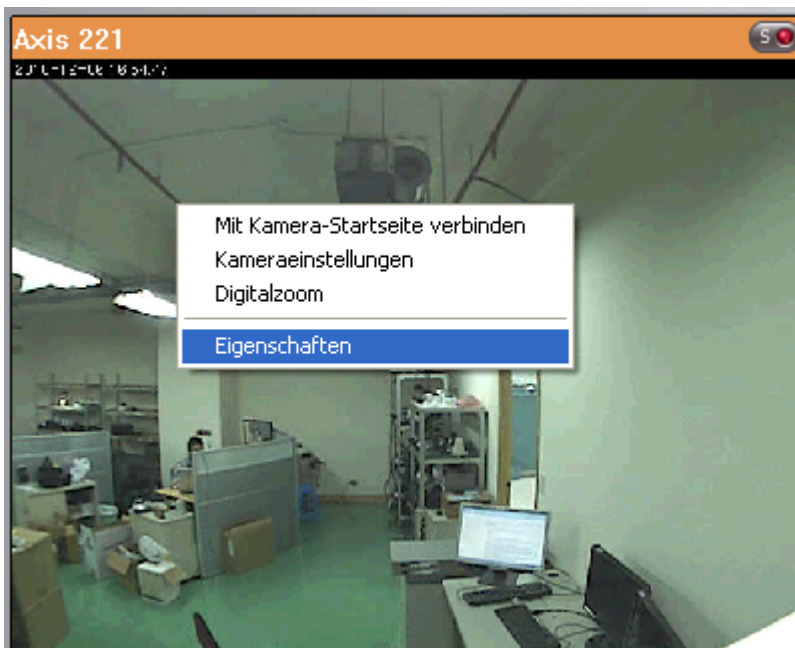 Axis 221
S
Mit Kamera-Startseite verbinden
Kameraeinstellungen
Digitalzoom
Eigenschaften